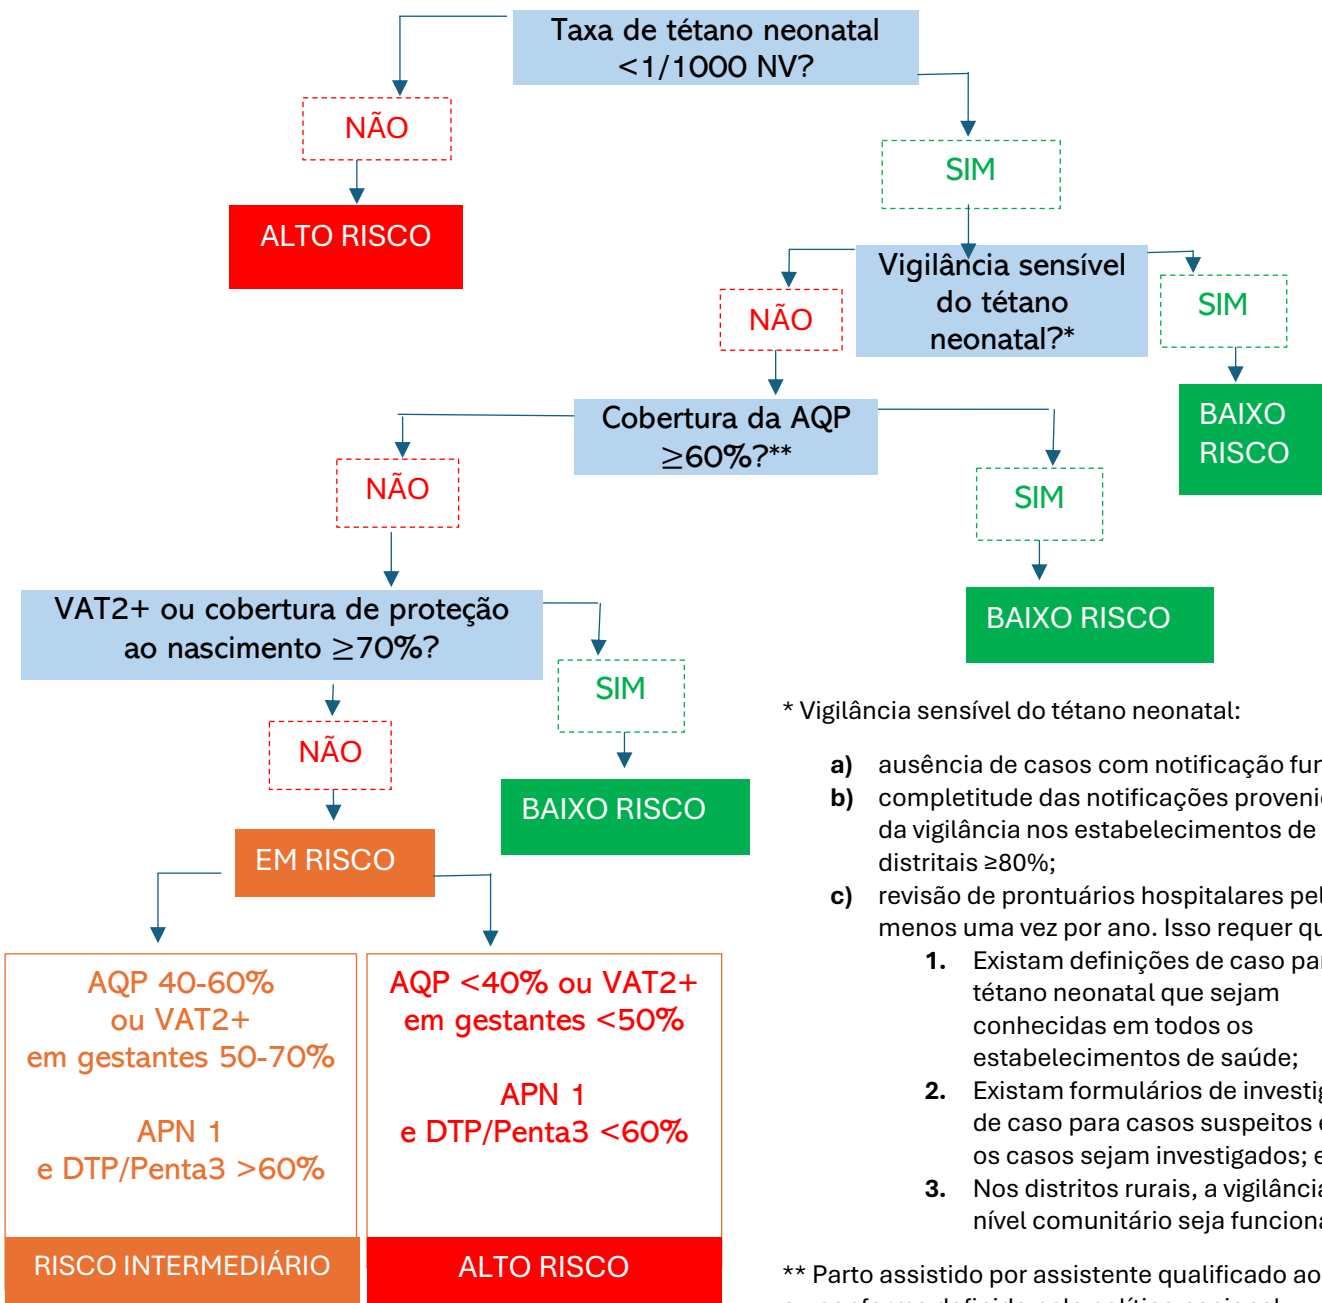 Taxa de tétano neonatal
<1/1000 NV?
NÃO
SIM
ALTO RISCO
Vigilância sensível
do tétano
neonatal?*
NÃO
SIM
BAIXO
RISCO
Cobertura da AQP
≥60%?**
NÃO
SIM
BAIXO RISCO
VAT2+ ou cobertura de proteção
ao nascimento ≥70%?
NÃO
SIM
BAIXO RISCO
EM RISCO
AQP 40-60%
ou VAT2+
em gestantes 50-70%
APN 1
e DTP/Penta3 >60%
RISCO INTERMEDIÁRIO
AQP <40% ou VAT2+
em gestantes <50%
APN 1
e DTP/Penta3 <60%
ALTO RISCO
* Vigilância sensível do tétano neonatal:
a) ausência de casos com notificação
b) completitude das notificações
da vigilância nos estabelecimentos de
distritais ≥80%;
c) revisão de prontuários hospitalares
menos uma vez por ano. Isso requer
1. Existam definições de caso
tétano neonatal que sejam
conhecidas em todos os
estabelecimentos de saúde;
2. Existam formulários de
de caso para casos suspeitos
os casos sejam investigados; e
3. Nos distritos rurais, a vigilância
nível comunitário seja
** Parto assistido por assistente qualificado ao